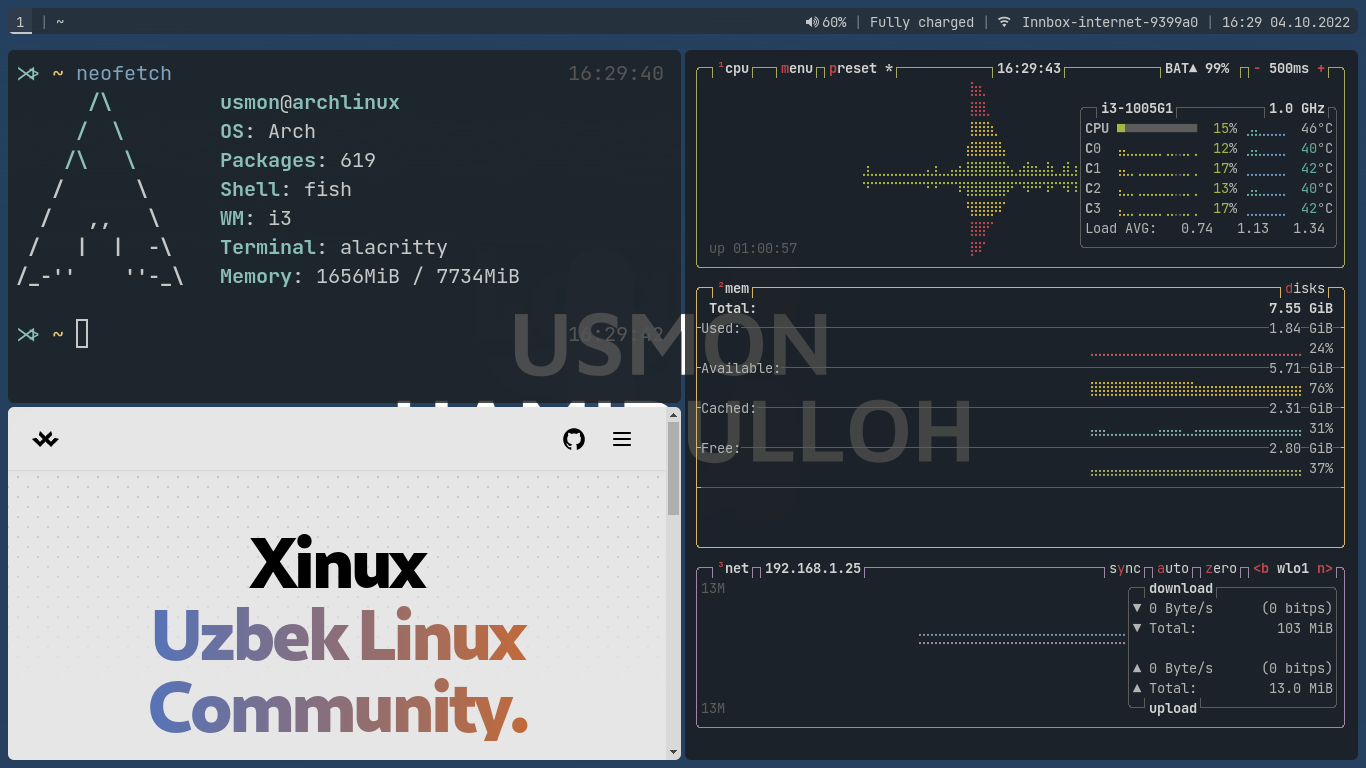 1 | ~
60% | Fully charged | Innbox-internet-9399a0 | 16:29 04.10.2022
~ neofetch 16:29:40
usmon@archlinux
OS: Arch
Packages: 619
Shell: fish
WM: i3
Terminal: alacritty
Memory: 1656MiB / 7734MiB
~ 16:29:42
USMON
Xinux
Uzbek Linux
Community.
¹cpu menu preset * 16:29:43 BAT▲ 99% - 500ms +
i3-1005G1 1.0 GHz
CPU 15% 46°C
C0 12% 40°C
C1 17% 42°C
C2 13% 40°C
C3 17% 42°C
Load AVG: 0.74 1.13 1.34
up 01:00:57
²mem disks
Total: 7.55 GiB
Used: 1.84 GiB
24%
Available: 5.71 GiB
76%
Cached: 2.31 GiB
31%
Free: 2.80 GiB
37%
³net 192.168.1.25 sync auto zero <b wlo1 n>
13M
download
▼ 0 Byte/s (0 bitps)
▼ Total: 103 MiB
▲ 0 Byte/s (0 bitps)
▲ Total: 13.0 MiB
13M
upload